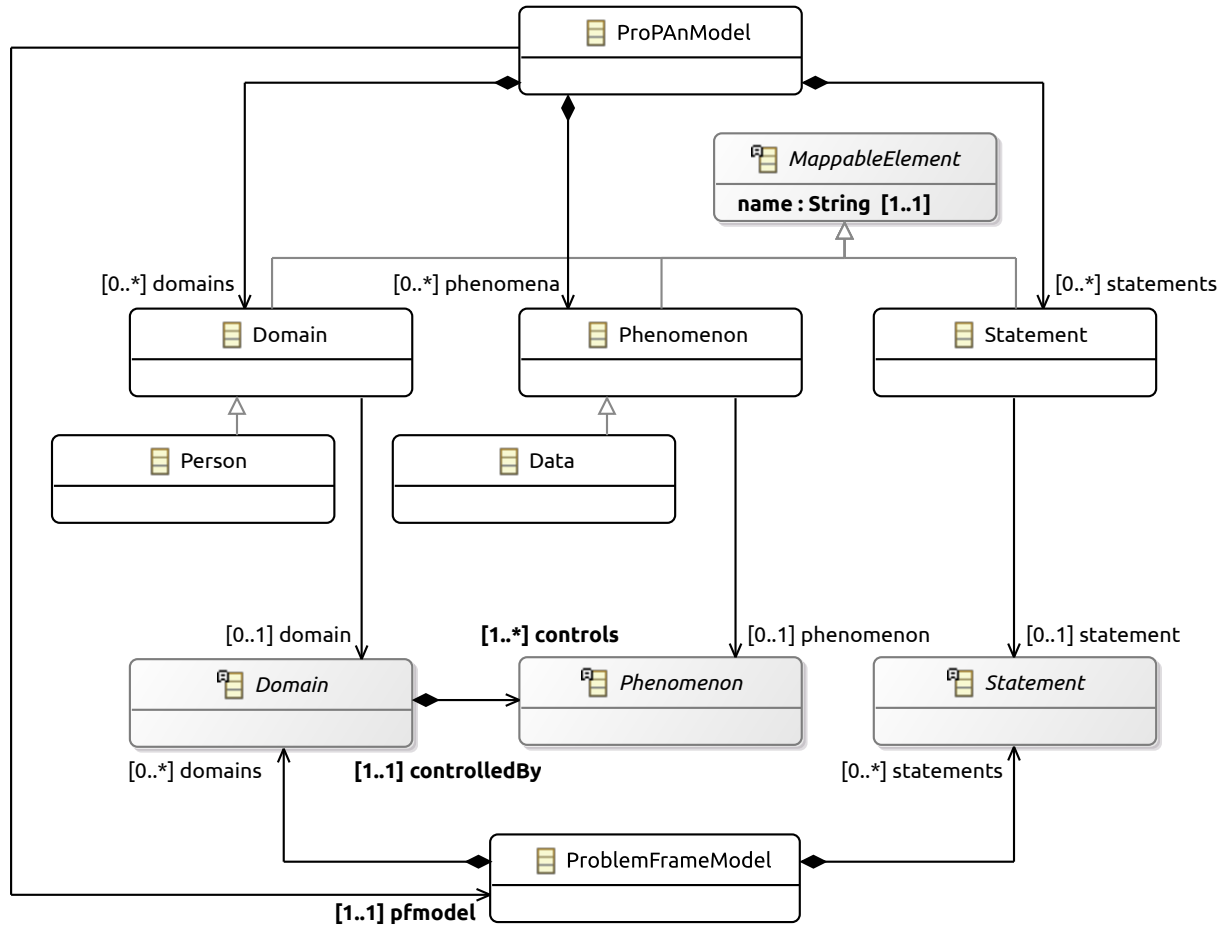 ProPAnModel
MappableElement
name : String [1..1]
[0..*] domains
[0..*] phenomena
[0..*] statements
Domain
Phenomenon
Statement
Person
Data
[0..1] domain
[1..*] controls
[0..1] phenomenon
[0..1] statement
Domain
Phenomenon
Statement
[0..*] domains
[1..1] controlledBy
[0..*] statements
ProblemFrameModel
[1..1] pfmodel